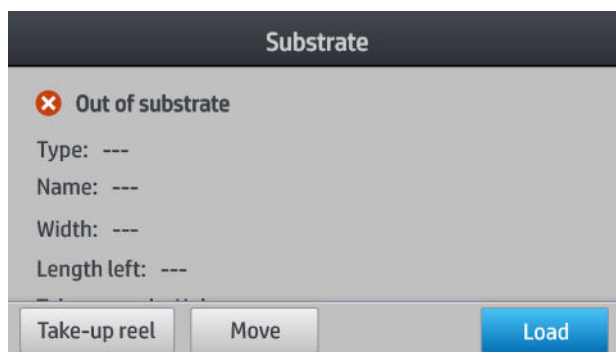 Substrate
Out of substrate
Type: ---
Name: ---
Width: ---
Length left: ---
Take-up reel Move Load